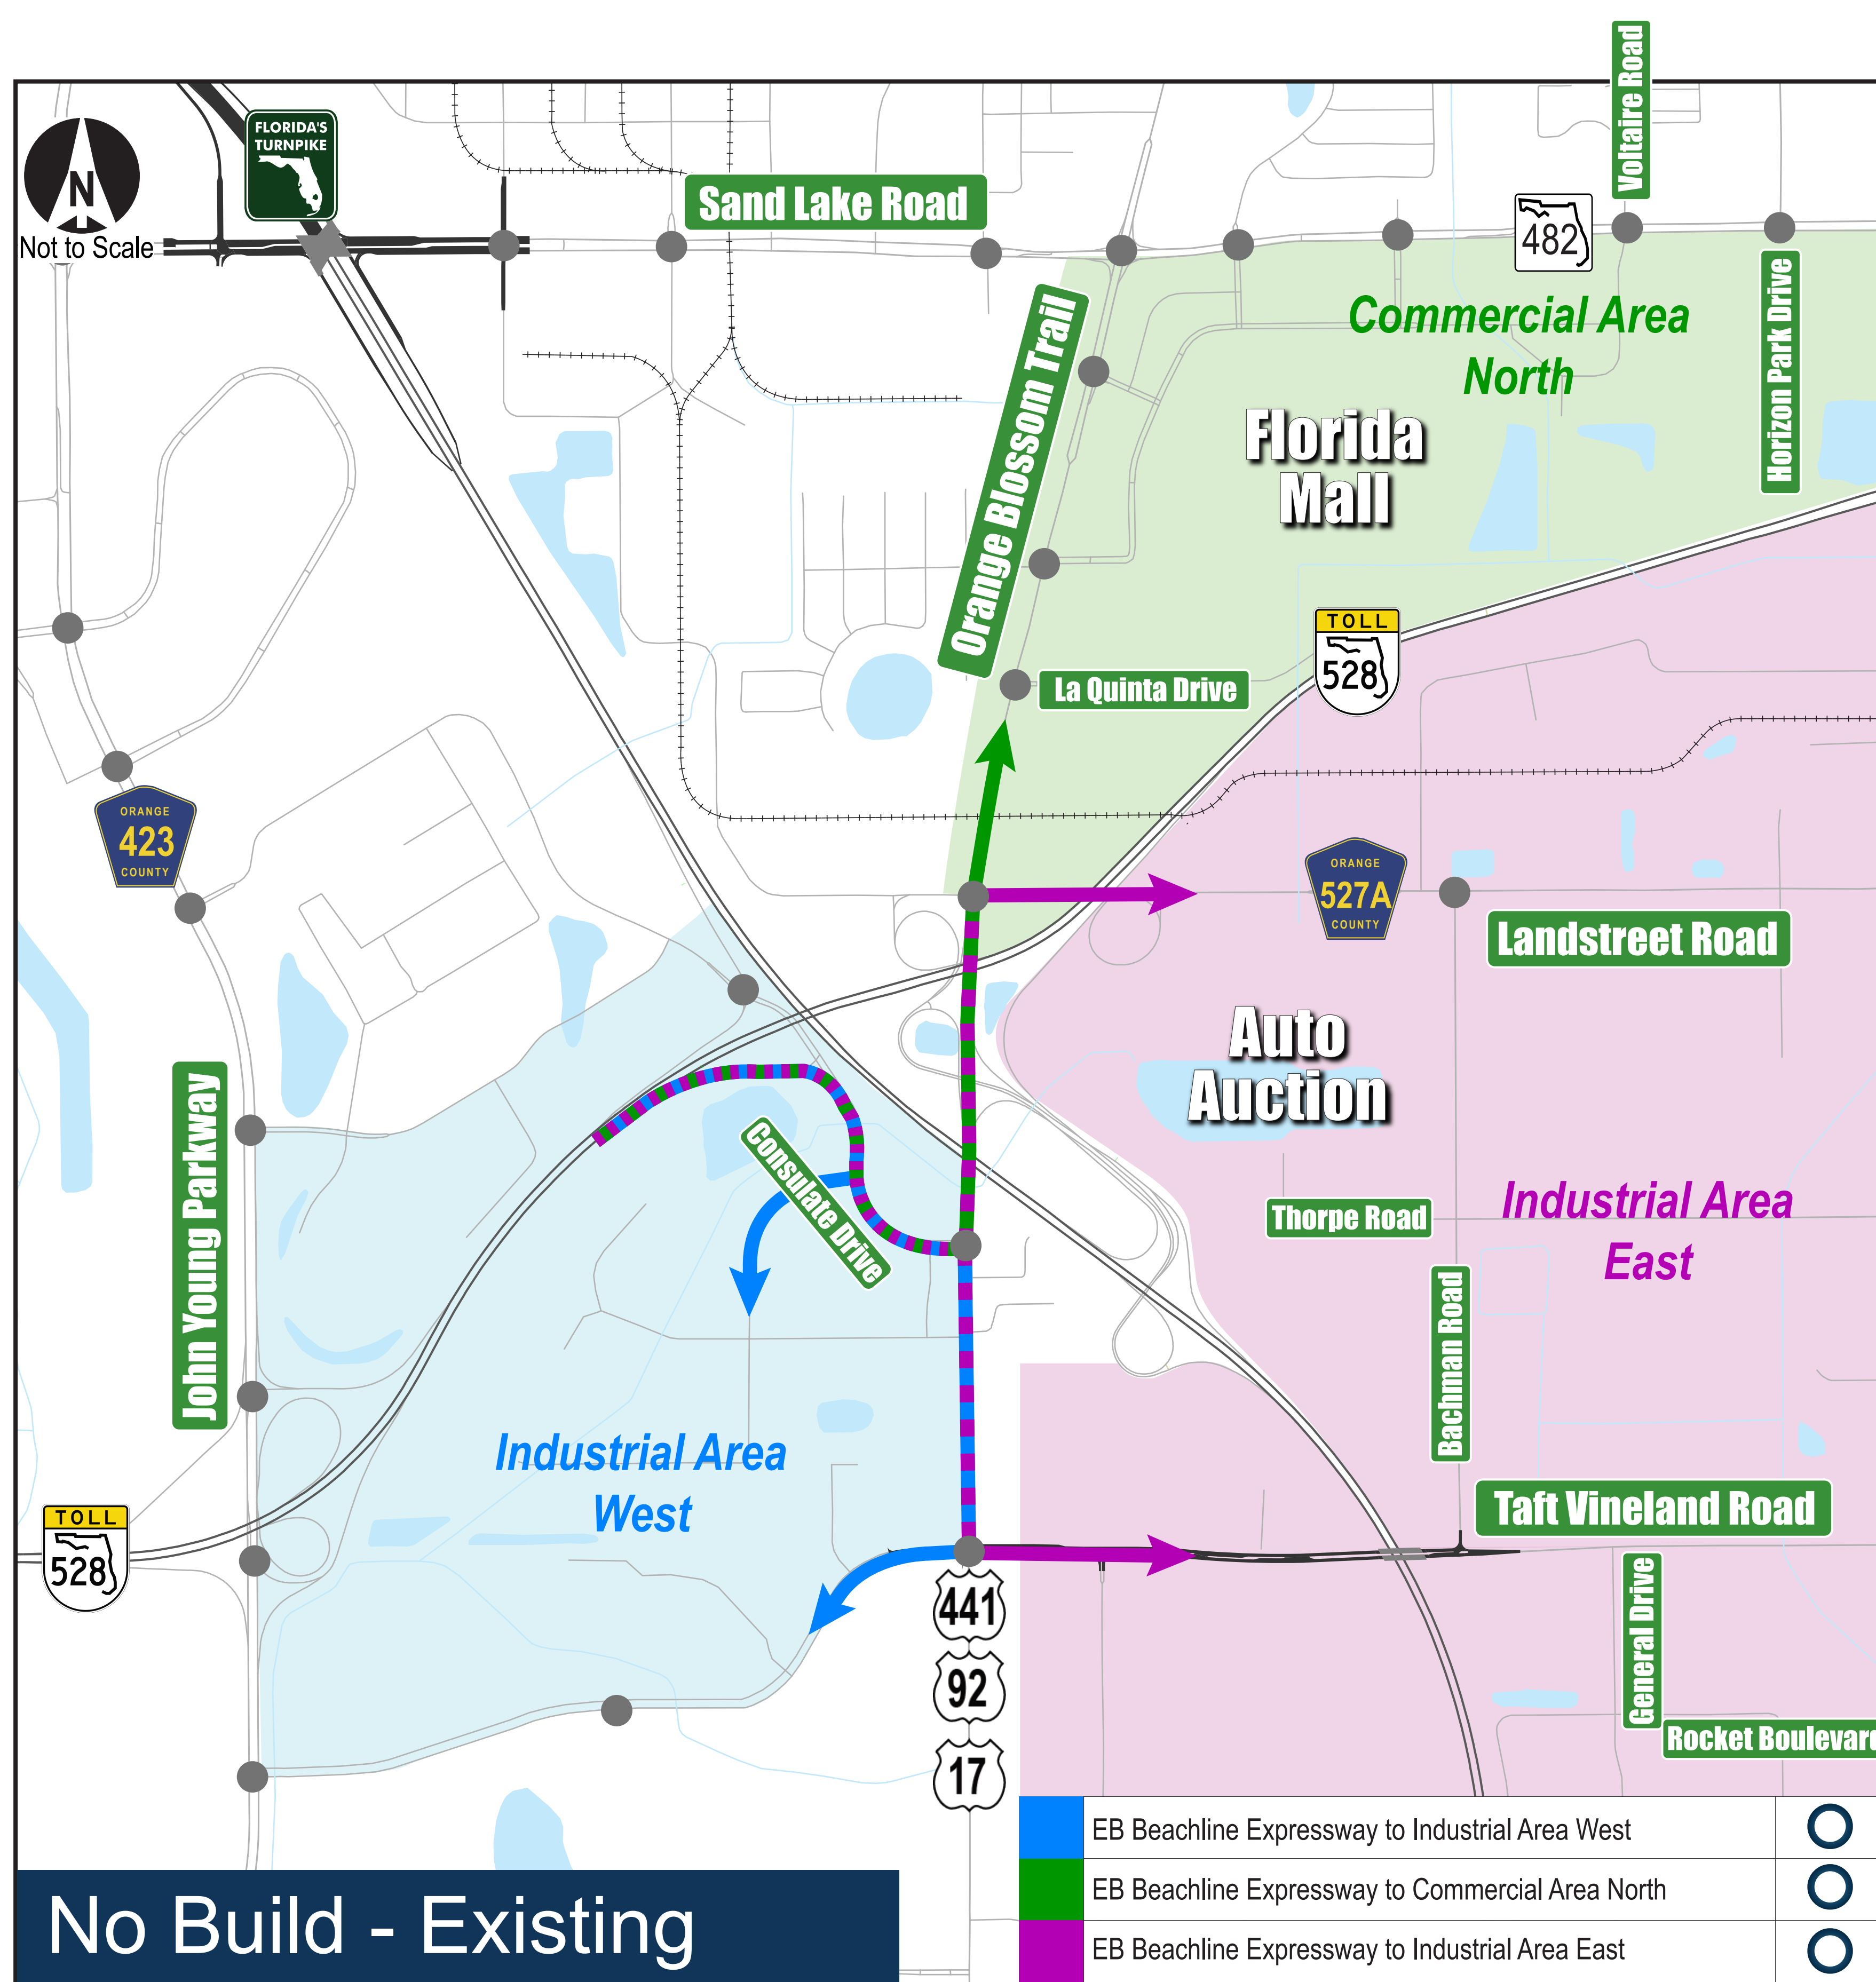 Voltaire Road
N
Not to Scale
FLORIDA'S
TURNPIKE
Sand Lake Road
482
Commercial Area
North
Horizon Park Drive
Orange Blossom Trail
Florida
Mall
TOLL
528
La Quinta Drive
ORANGE
423
COUNTY
ORANGE
527A
COUNTY
Landstreet Road
Auto
Auction
John Young Parkway
Consulate Drive
Thorpe Road
Industrial Area
East
Bachman Road
Industrial Area
West
Taft Vineland Road
TOLL
528
441
92
17
General Drive
Rocket Boulevard
EB Beachline Expressway to Industrial Area West
EB Beachline Expressway to Commercial Area North
EB Beachline Expressway to Industrial Area East
No Build - Existing